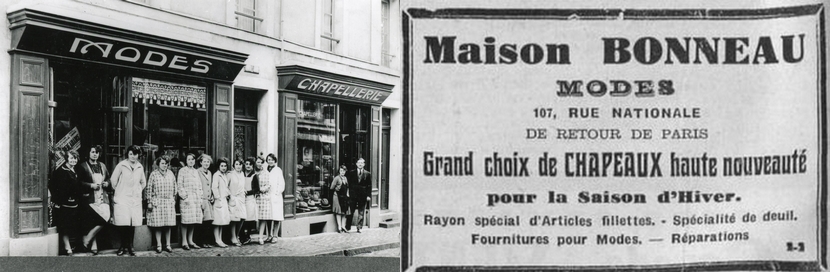 MODES
CHAPELLERIE
Maison BONNEAU
MODES
107, RUE NATIONALE
DE RETOUR DE PARIS
Grand choix de CHAPEAUX haute nouveauté
pour la Saison d'Hiver.
Rayon spécial d'Articles fillettes. - Spécialité de deuil.
Fournitures pour Modes. — Réparations
1-1